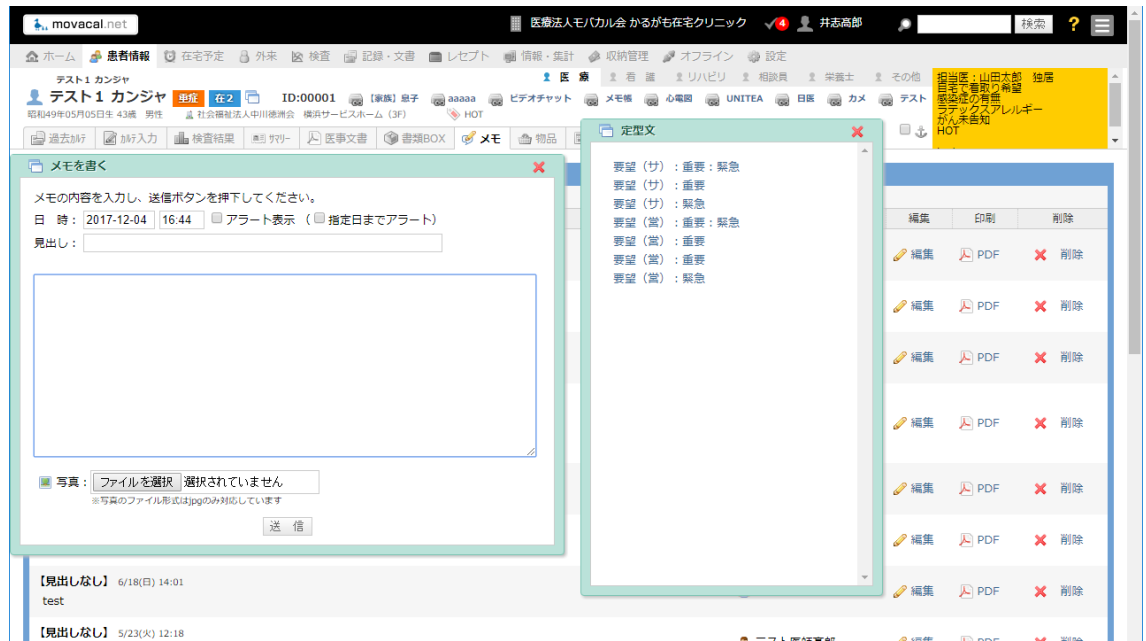 movacal.net
医療法人モバカル会 かるがも在宅クリニック 4 井志高郎 検索 ?
ホーム 患者情報 在宅予定 外来 検査 記録・文書 レセプト 情報・集計 収納管理 オフライン 設定
テスト1 カンジャ
医 療 看 護 リハビリ 相談員 栄養士 その他
テスト1 カンジャ 重症 在2 ID:00001 【家族】息子 aaaaa ビデオチャット メモ帳 心電図 UNITEA 日医 カメ テスト
昭和49年05月05日生 43歳 男性 社会福祉法人中川徳洲会 横浜サービスホーム（3F） HOT
担当医：山田太郎 独居
自宅で看取り希望
感染症の有無
ラテックスアレルギー
がん未告知
HOT
過去ｶﾙﾃ ｶﾙﾃ入力 検査結果 ｻﾏﾘｰ 医事文書 書類BOX メモ 物品
メモを書く
メモの内容を入力し、送信ボタンを押下してください。
日 時： 2017-12-04 16:44 アラート表示 （ 指定日までアラート）
見出し：
写真： ファイルを選択 選択されていません
※写真のファイル形式はjpgのみ対応しています
送 信
定型文
要望（サ）：重要：緊急
要望（サ）：重要
要望（サ）：緊急
要望（営）：重要：緊急
要望（営）：重要
要望（営）：重要
要望（営）：緊急
編集 印刷 削除
編集 PDF 削除
編集 PDF 削除
編集 PDF 削除
編集 PDF 削除
編集 PDF 削除
編集 PDF 削除
【見出しなし】 6/18(日) 14:01
test
編集 PDF 削除
【見出しなし】 5/23(火) 12:18
テスト医師高郎 編集 PDF 削除